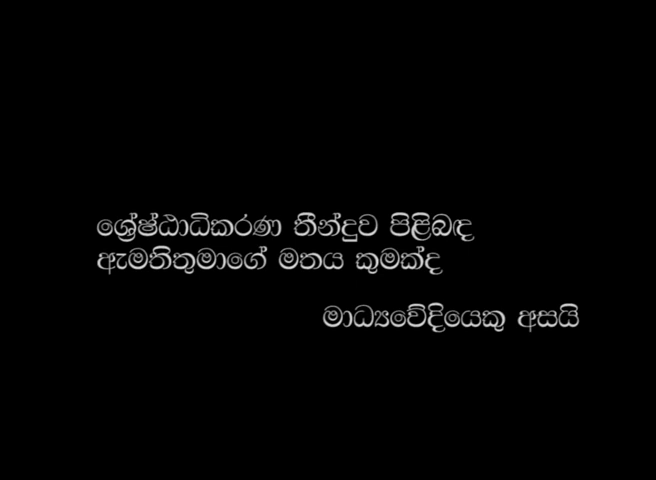 ශ්‍රේෂ්ඨාධිකරණ තීන්දුව පිළිබඳ
ඇමතිතුමාගේ මතය කුමක්ද
මාධ්‍යවේදියෙකු අසයි